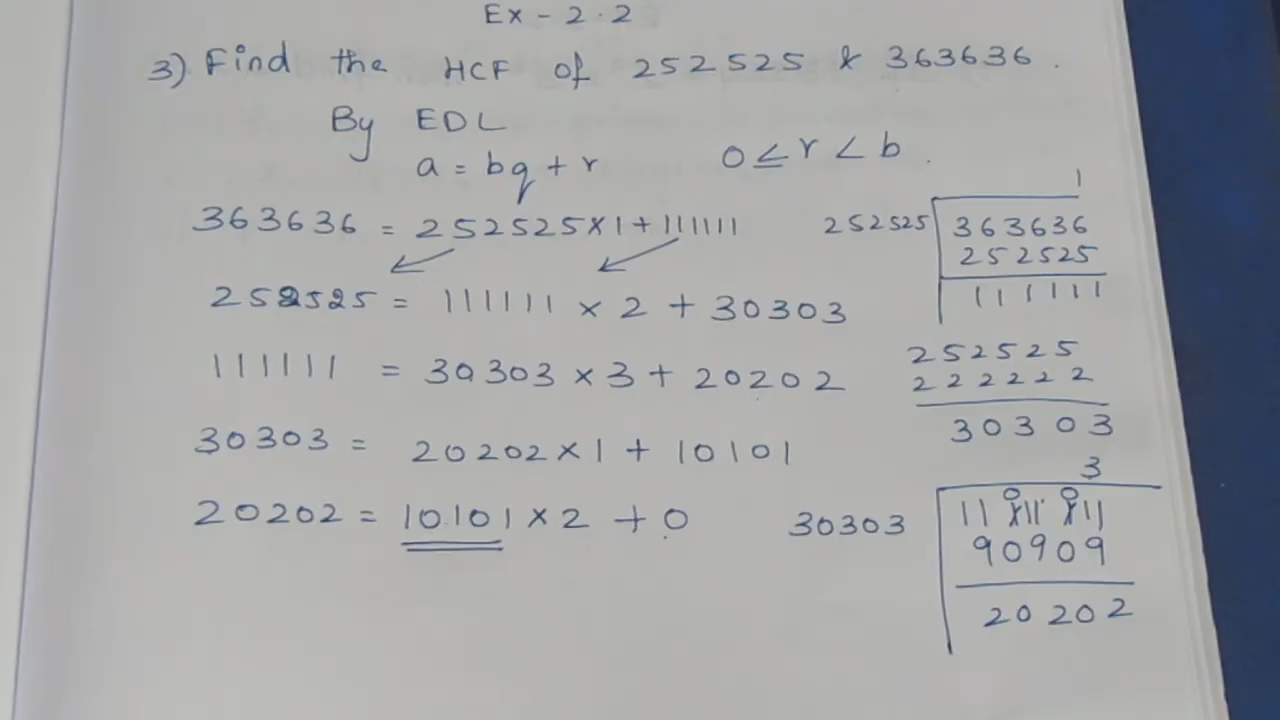 Ex - 2.2
3) Find the HCF of 252525 & 363636.
By EDL
a = bq + r 0 ≤ r < b.
363636 = 252525 × 1 + 111111
252525 = 111111 × 2 + 30303
111111 = 30303 × 3 + 20202
30303 = 20202 × 1 + 10101
20202 = 10101 × 2 + 0
1
252525 363636
252525
111111
252525
222222
30303
3
0 0
30303 111111
90909
20202